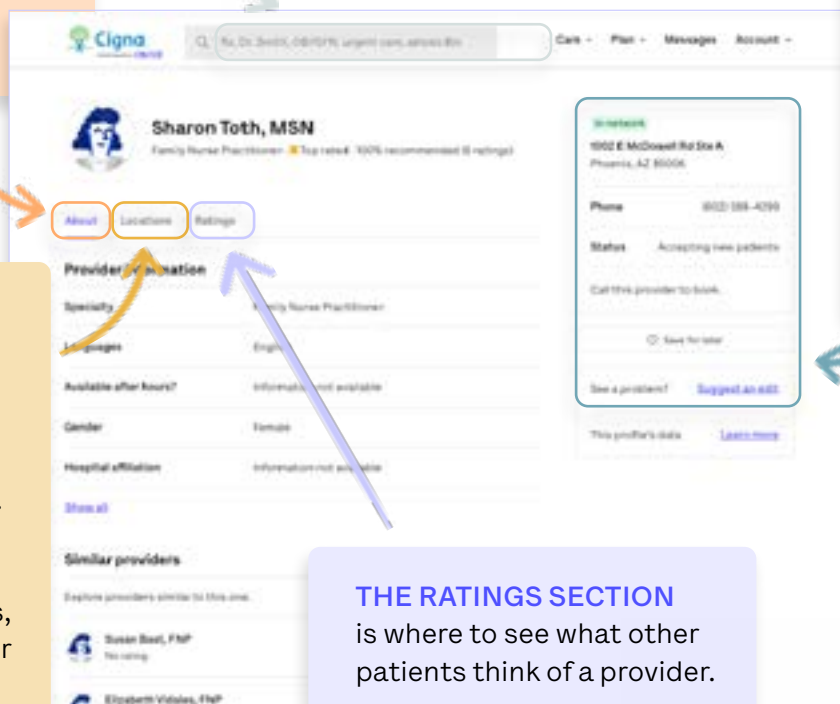 Cigna
Care Plan Messages Account
Sharon Toth, MSN
Family Nurse Practitioner Top rated 100% recommended (6 ratings)
About Locations Ratings
Provider
Specialty Family Nurse Practitioner
Languages
Available after hours? Information not available
Gender Female
Hospital affiliation Information not available
Show all
Similar providers
Explore providers similar to this one.
Susan Bast, FNP
No rating
In-network
1002 E McDowell Rd Ste A
Phoenix, AZ 85006
Phone
Status Accepting new patients
Call this provider to book.
Save for later
See a problem? Suggest an edit
This profile's data Learn more
THE RATINGS SECTION
is where to see what other
patients think of a provider.